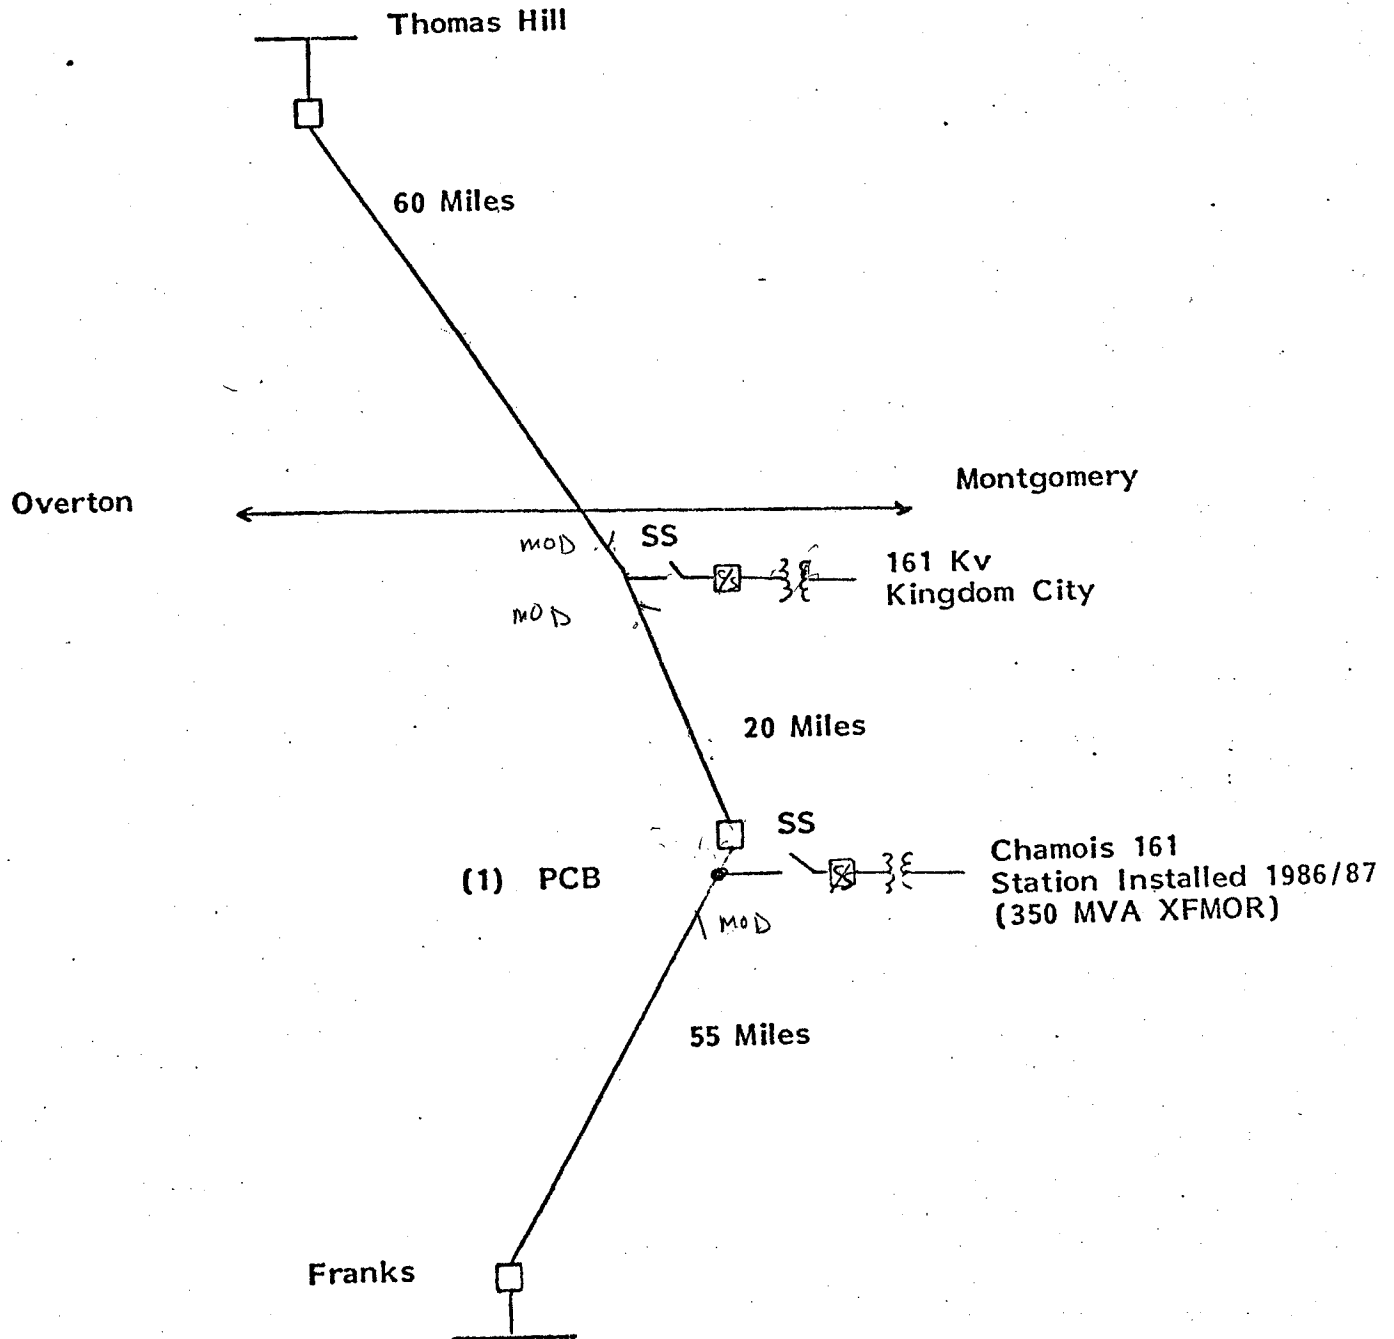 Thomas Hill
60 Miles
Overton
Montgomery
MOD
SS
161 Kv
Kingdom City
MOD
20 Miles
SS
(1) PCB
Chamois 161
Station Installed 1986/87
(350 MVA XFMOR)
MOD
55 Miles
Franks